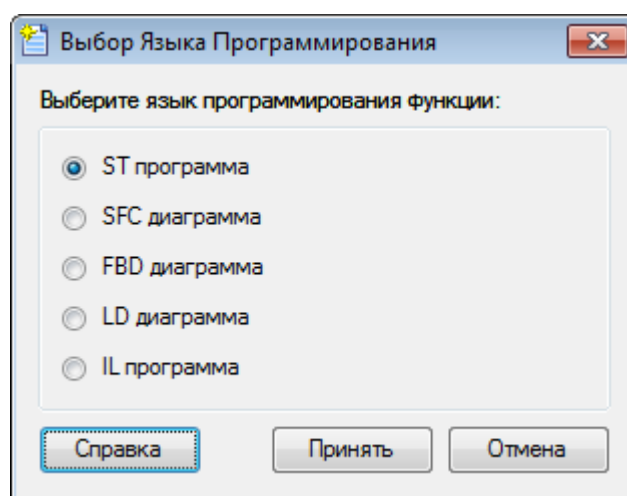 Выбор Языка Программирования
Выберите язык программирования функции:
ST программа
SFC диаграмма
FBD диаграмма
LD диаграмма
IL программа
Справка Принять Отмена